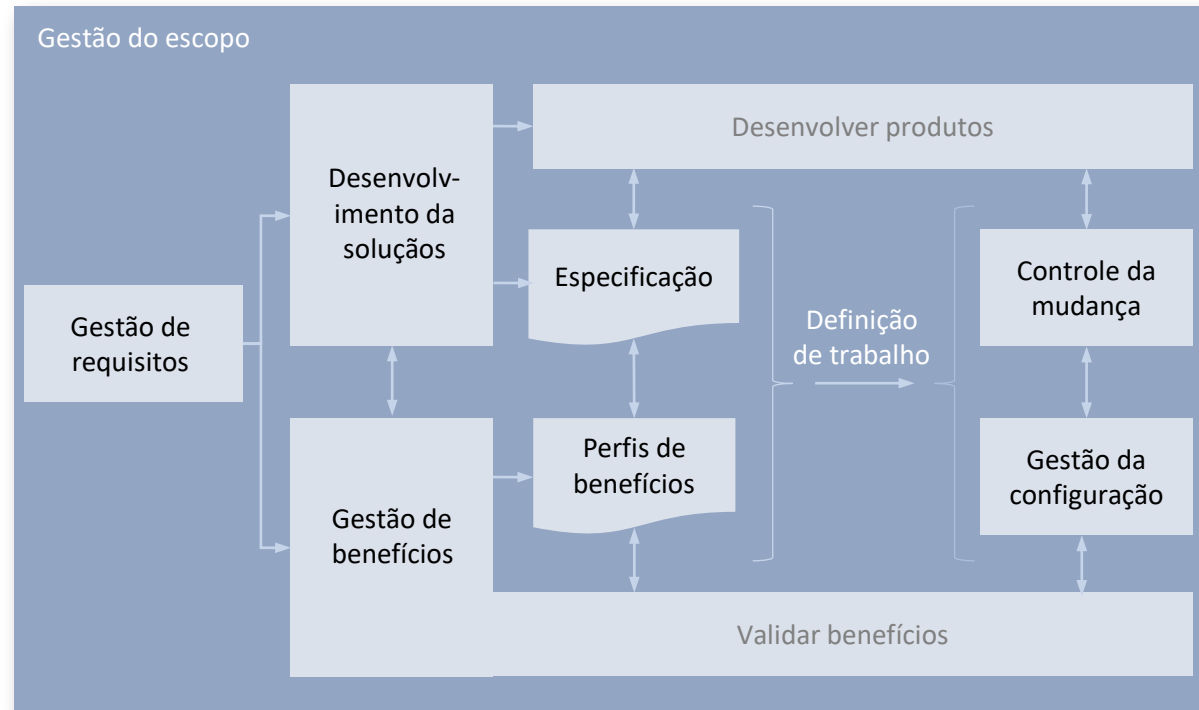 Gestão do escopo
Desenvolver produtos
Desenvolv-
imento da
soluçãos
Especificação
Controle da
mudança
Gestão de
requisitos
Definição
de trabalho
Perfis de
benefícios
Gestão da
configuração
Gestão de
benefícios
Validar benefícios